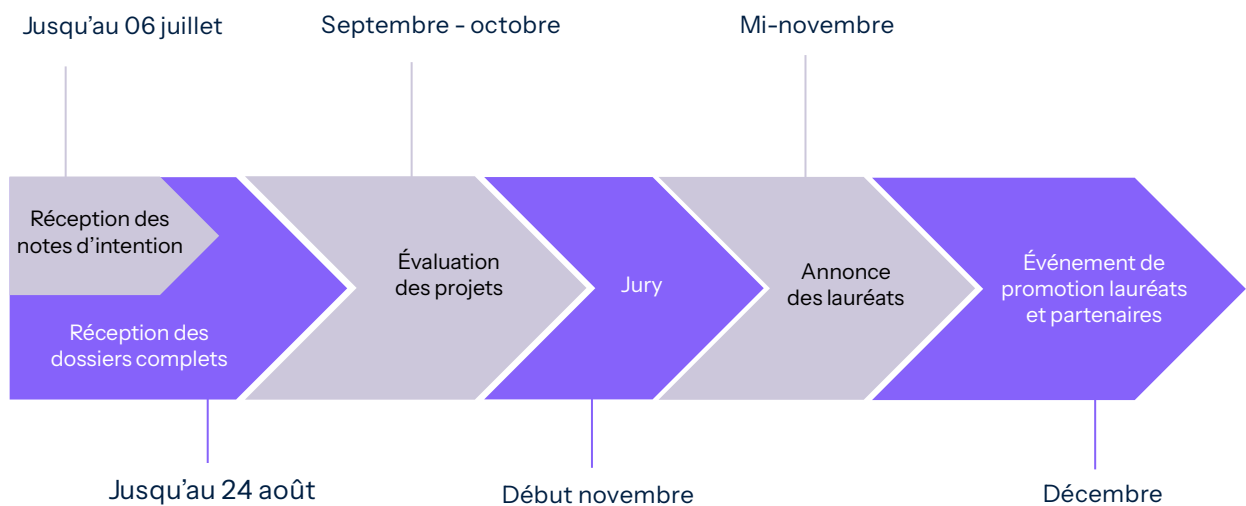 Jusqu’au 06 juillet
Septembre - octobre
Mi-novembre
Réception des
notes d’intention
Réception des
dossiers complets
Évaluation
des projets
Jury
Annonce
des lauréats
Événement de
promotion lauréats
et partenaires
Jusqu’au 24 août
Début novembre
Décembre